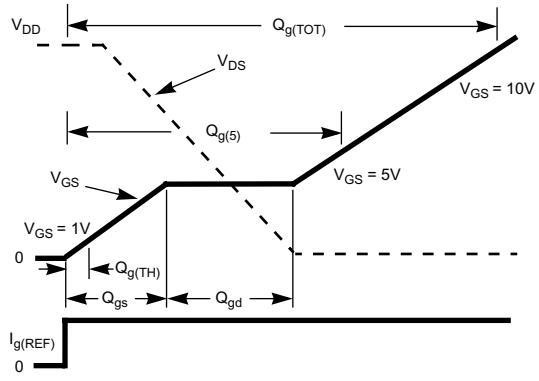 V_DD
Q_g(TOT)
V_DS
V_GS = 10V
Q_g(5)
V_GS
V_GS = 5V
V_GS = 1V
0
Q_g(TH)
Q_gs
Q_gd
I_g(REF)
0